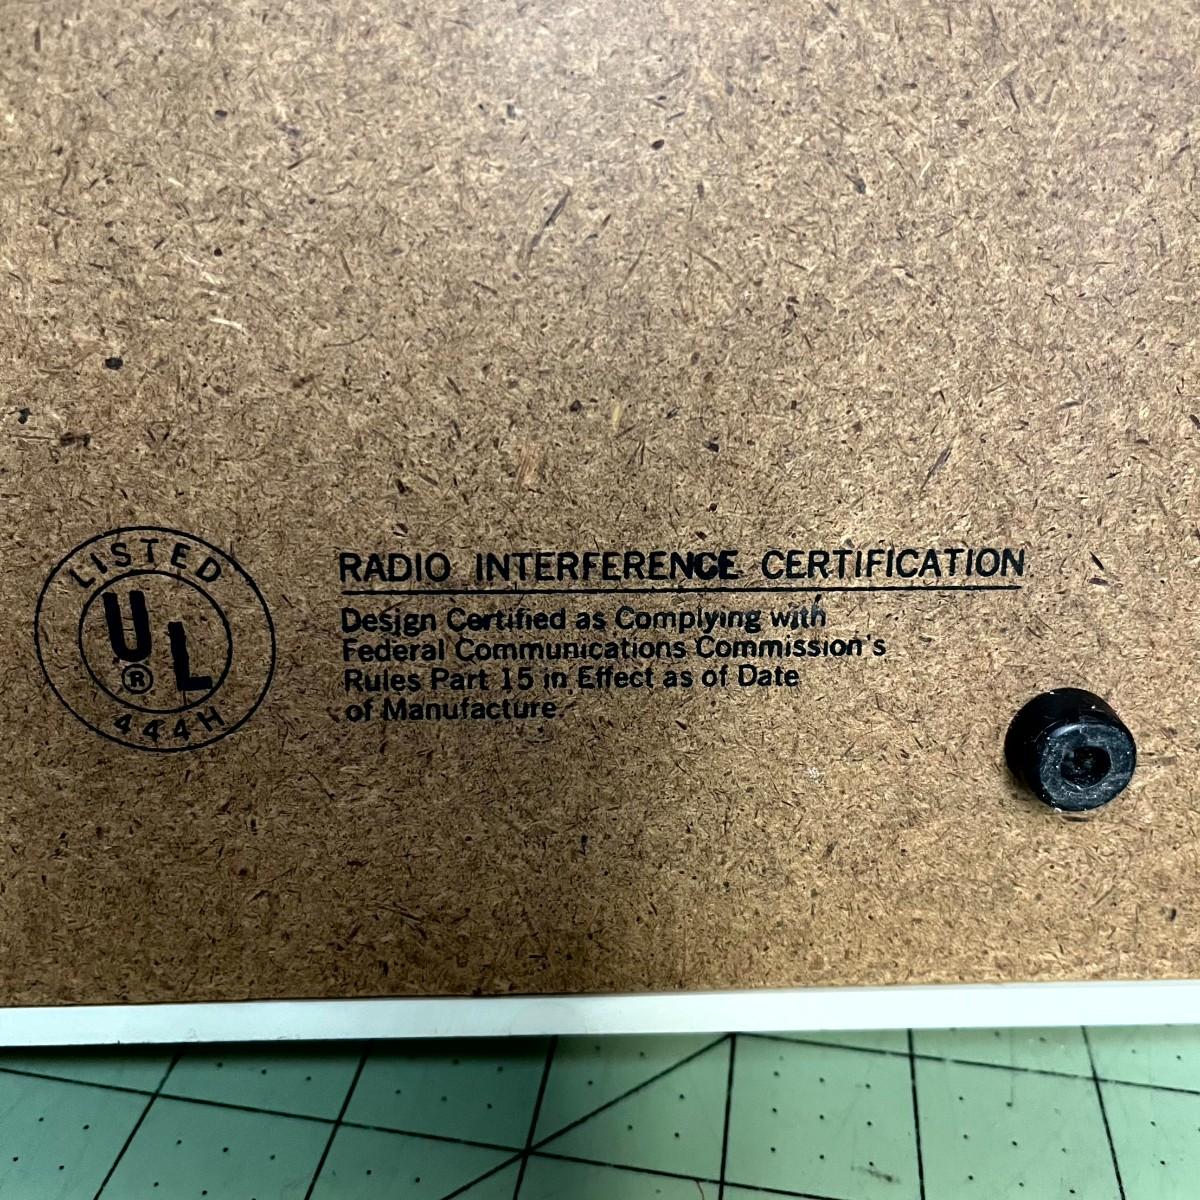 LISTED
UL
®
444H
RADIO INTERFERENCE CERTIFICATION
Design Certified as Complying with
Federal Communications Commission's
Rules Part 15 in Effect as of Date
of Manufacture.